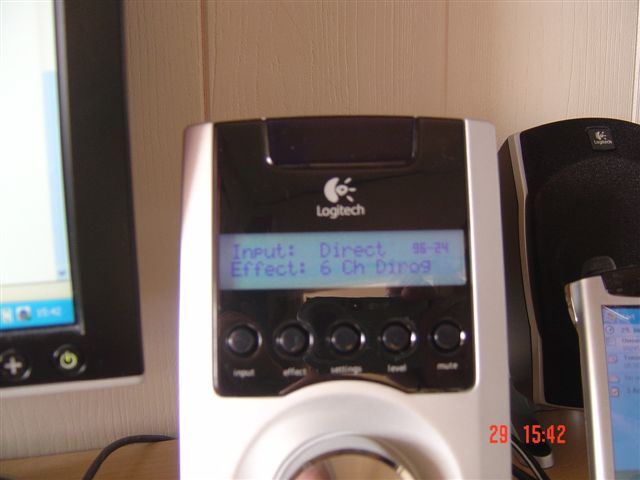 Logitech
Logitech
Input: Direct 96-24
Effect: 6 Ch Dirog
input effect settings level mute
15:42
29 15:42